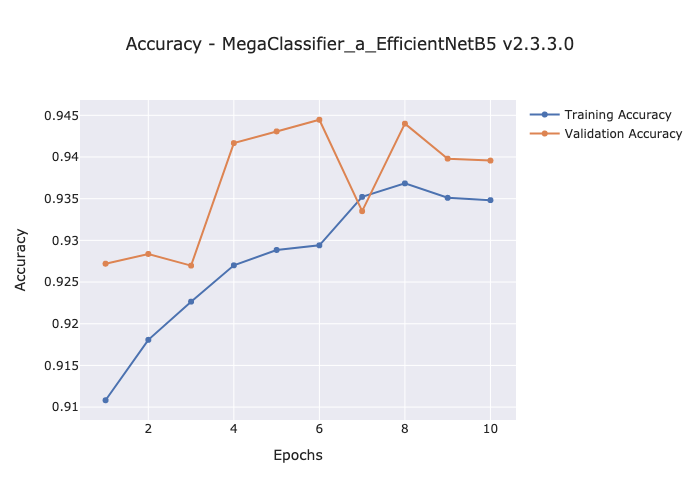 Accuracy - MegaClassifier_a_EfficientNetB5 v2.3.3.0
Training Accuracy
Validation Accuracy
0.945
0.94
0.935
0.93
0.925
0.92
0.915
0.91
Accuracy
2 4 6 8 10
Epochs